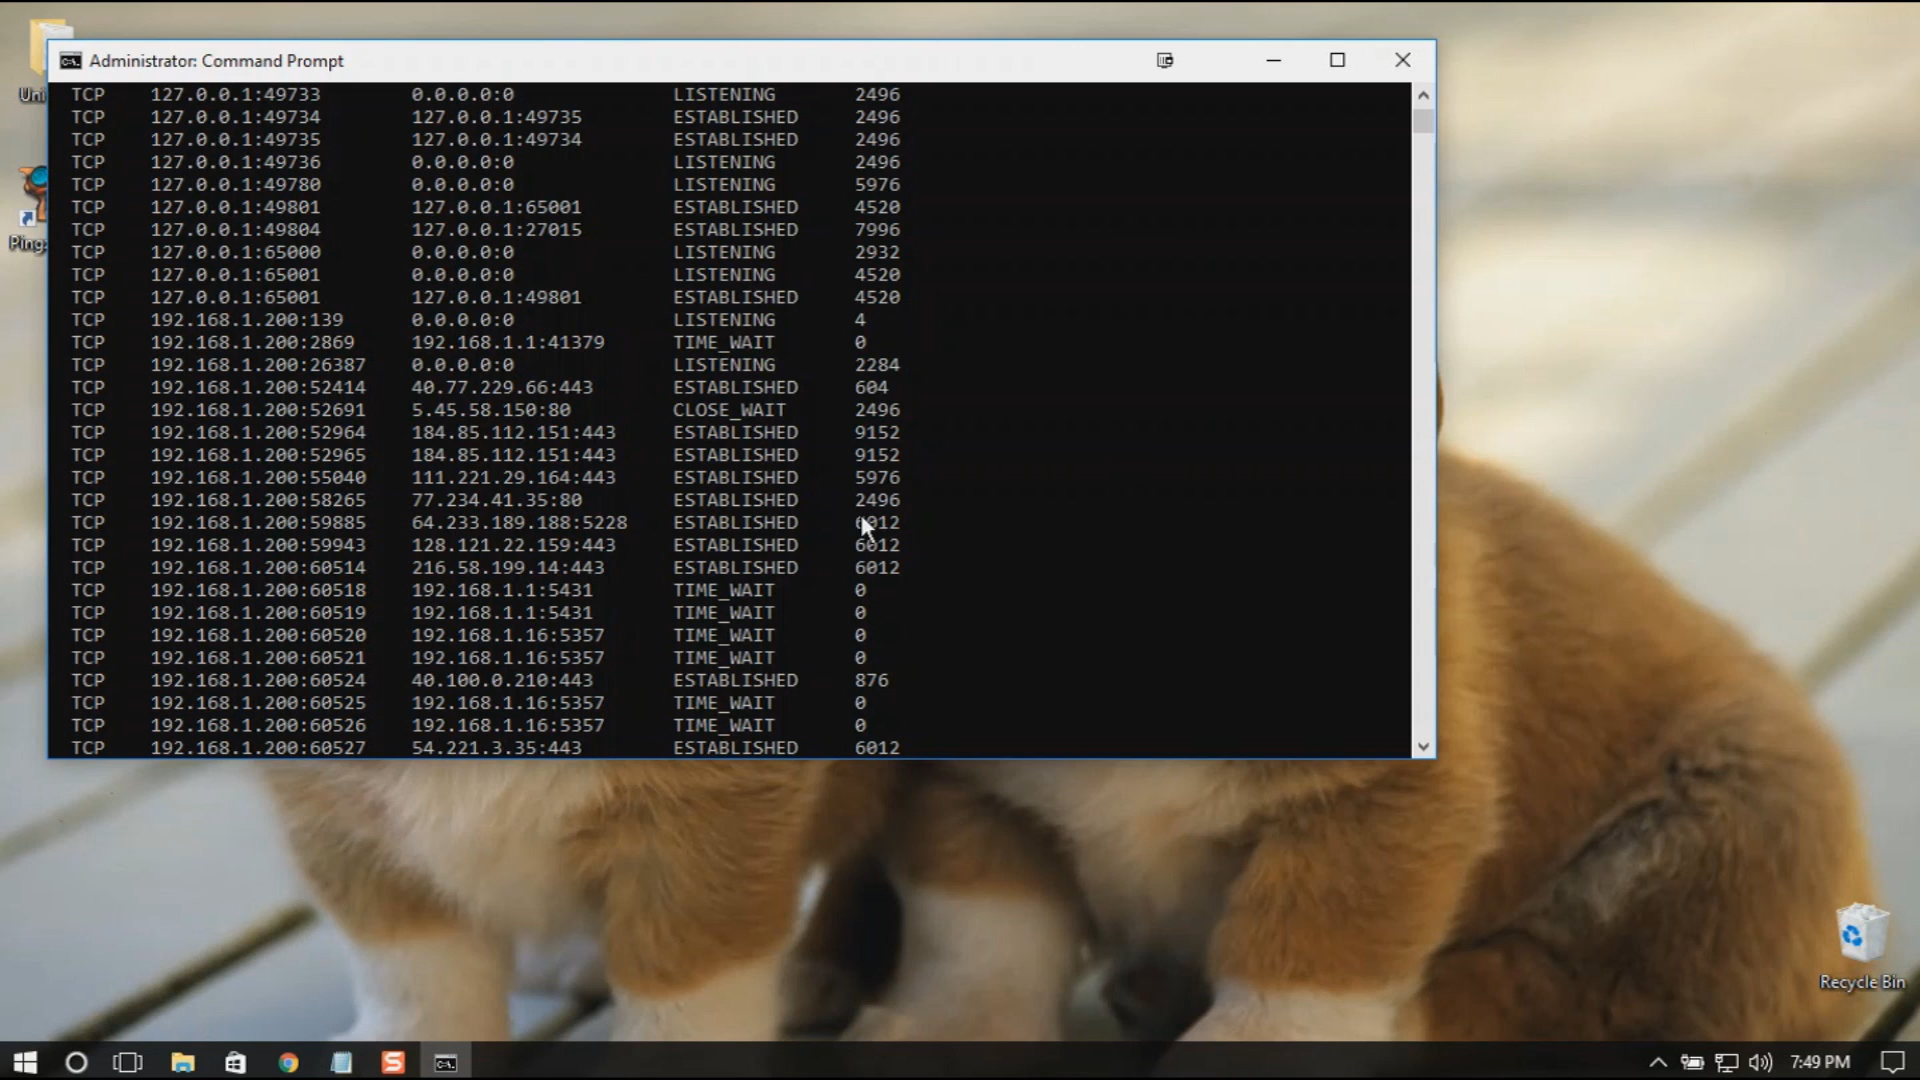 Administrator: Command Prompt
TCP 127.0.0.1:49733 0.0.0.0:0 LISTENING 2496
TCP 127.0.0.1:49734 127.0.0.1:49735 ESTABLISHED 2496
TCP 127.0.0.1:49735 127.0.0.1:49734 ESTABLISHED 2496
TCP 127.0.0.1:49736 0.0.0.0:0 LISTENING 2496
TCP 127.0.0.1:49780 0.0.0.0:0 LISTENING 5976
TCP 127.0.0.1:49801 127.0.0.1:65001 ESTABLISHED 4520
TCP 127.0.0.1:49804 127.0.0.1:27015 ESTABLISHED 7996
TCP 127.0.0.1:65000 0.0.0.0:0 LISTENING 2932
TCP 127.0.0.1:65001 0.0.0.0:0 LISTENING 4520
TCP 127.0.0.1:65001 127.0.0.1:49801 ESTABLISHED 4520
TCP 192.168.1.200:139 0.0.0.0:0 LISTENING 4
TCP 192.168.1.200:2869 192.168.1.1:41379 TIME_WAIT 0
TCP 192.168.1.200:26387 0.0.0.0:0 LISTENING 2284
TCP 192.168.1.200:52414 40.77.229.66:443 ESTABLISHED 604
TCP 192.168.1.200:52691 5.45.58.150:80 CLOSE_WAIT 2496
TCP 192.168.1.200:52964 184.85.112.151:443 ESTABLISHED 9152
TCP 192.168.1.200:52965 184.85.112.151:443 ESTABLISHED 9152
TCP 192.168.1.200:55040 111.221.29.164:443 ESTABLISHED 5976
TCP 192.168.1.200:58265 77.234.41.35:80 ESTABLISHED 2496
TCP 192.168.1.200:59885 64.233.189.188:5228 ESTABLISHED 6012
TCP 192.168.1.200:59943 128.121.22.159:443 ESTABLISHED 6012
TCP 192.168.1.200:60514 216.58.199.14:443 ESTABLISHED 6012
TCP 192.168.1.200:60518 192.168.1.1:5431 TIME_WAIT 0
TCP 192.168.1.200:60519 192.168.1.1:5431 TIME_WAIT 0
TCP 192.168.1.200:60520 192.168.1.16:5357 TIME_WAIT 0
TCP 192.168.1.200:60521 192.168.1.16:5357 TIME_WAIT 0
TCP 192.168.1.200:60524 40.100.0.210:443 ESTABLISHED 876
TCP 192.168.1.200:60525 192.168.1.16:5357 TIME_WAIT 0
TCP 192.168.1.200:60526 192.168.1.16:5357 TIME_WAIT 0
TCP 192.168.1.200:60527 54.221.3.35:443 ESTABLISHED 6012
Recycle Bin
7:49 PM